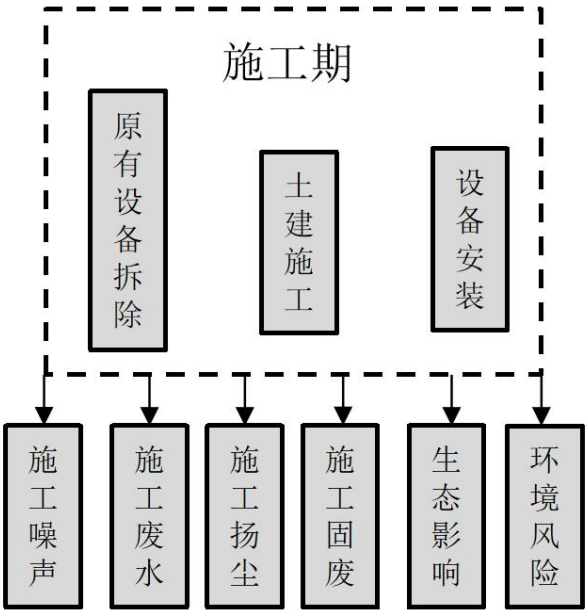 施工期
原有设备拆除
土建施工
设备安装
施工噪声
施工废水
施工扬尘
施工固废
生态影响
环境风险